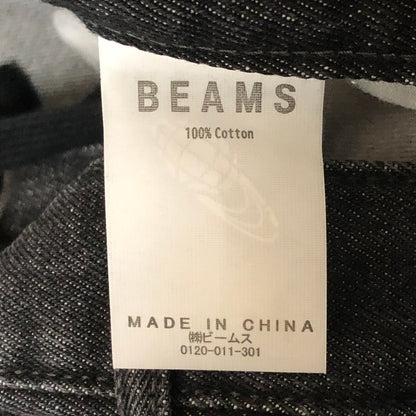 BEAMS
100% Cotton
MADE IN CHINA
㈱ビームス
0120-011-301